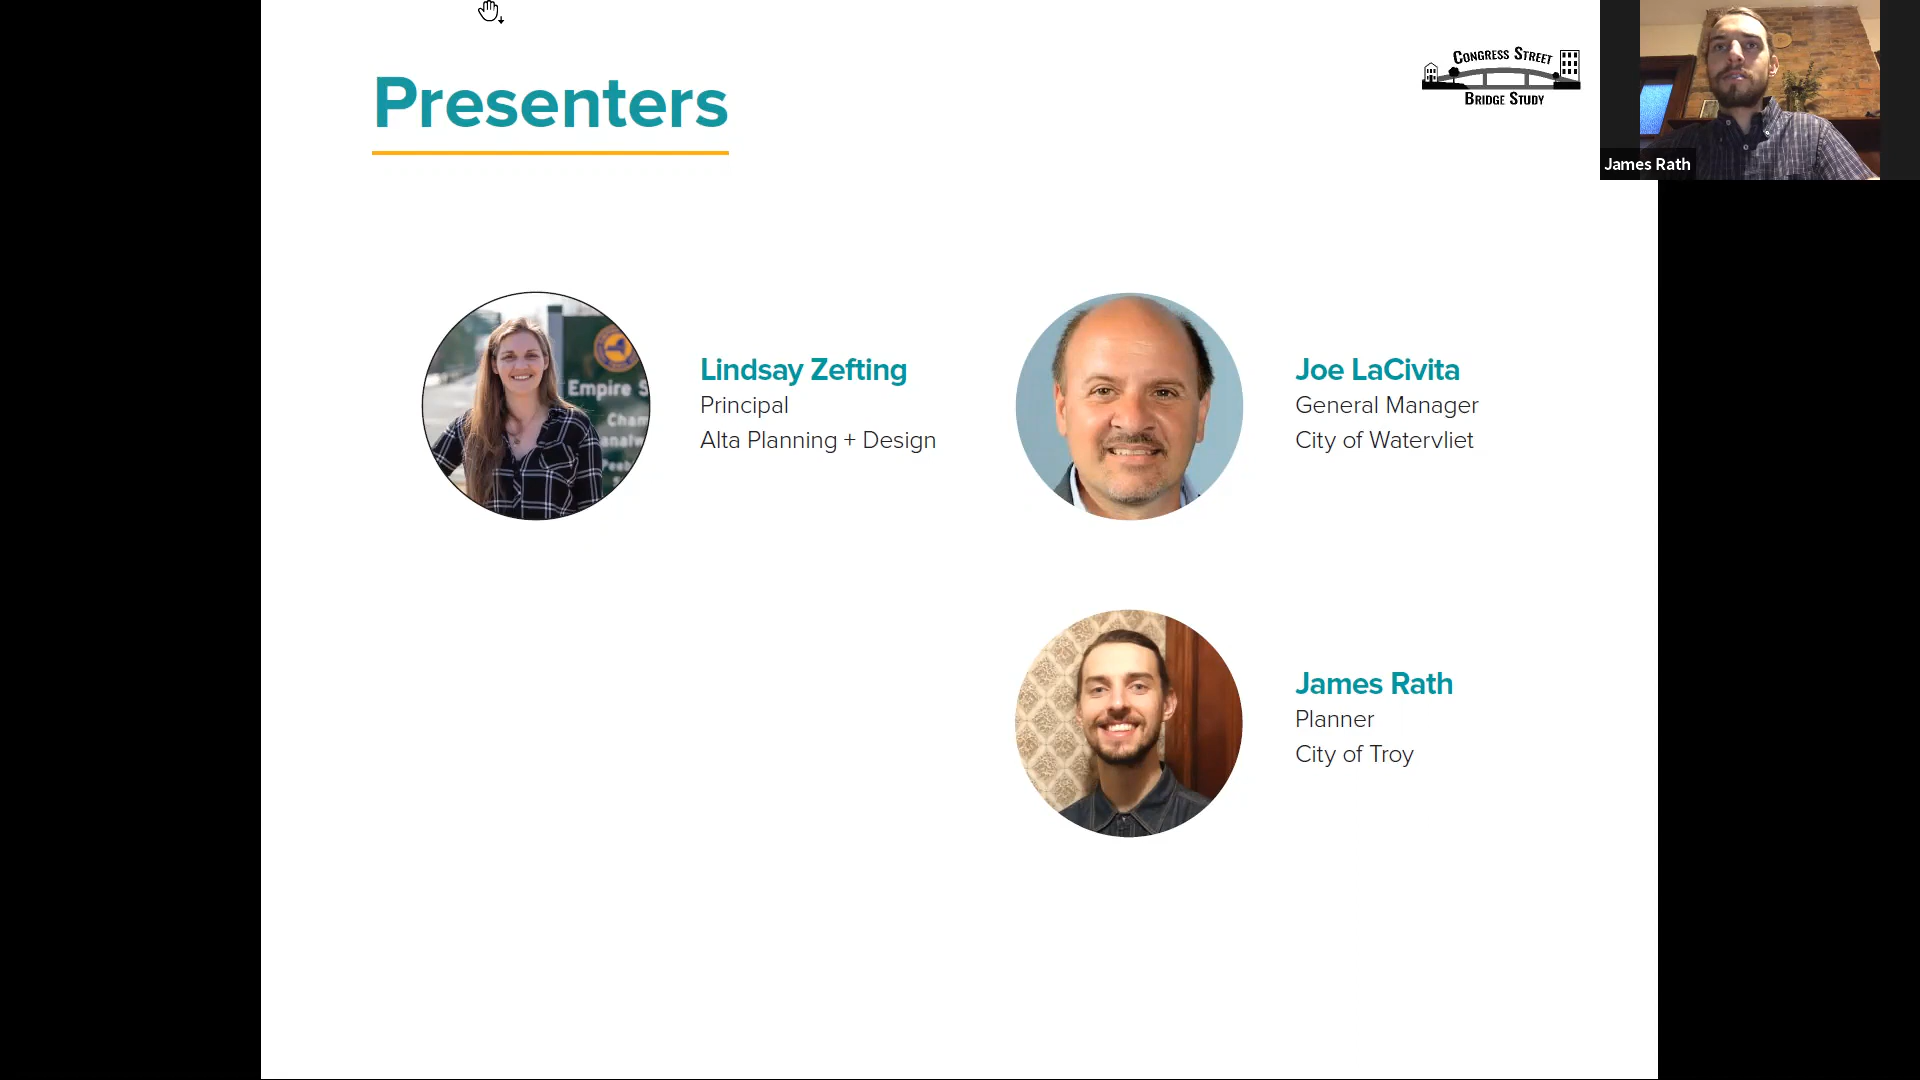 Presenters
CONGRESS STREET
BRIDGE STUDY
James Rath
Empire S
Lindsay Zefting
Principal
Alta Planning + Design
Joe LaCivita
General Manager
City of Watervliet
James Rath
Planner
City of Troy